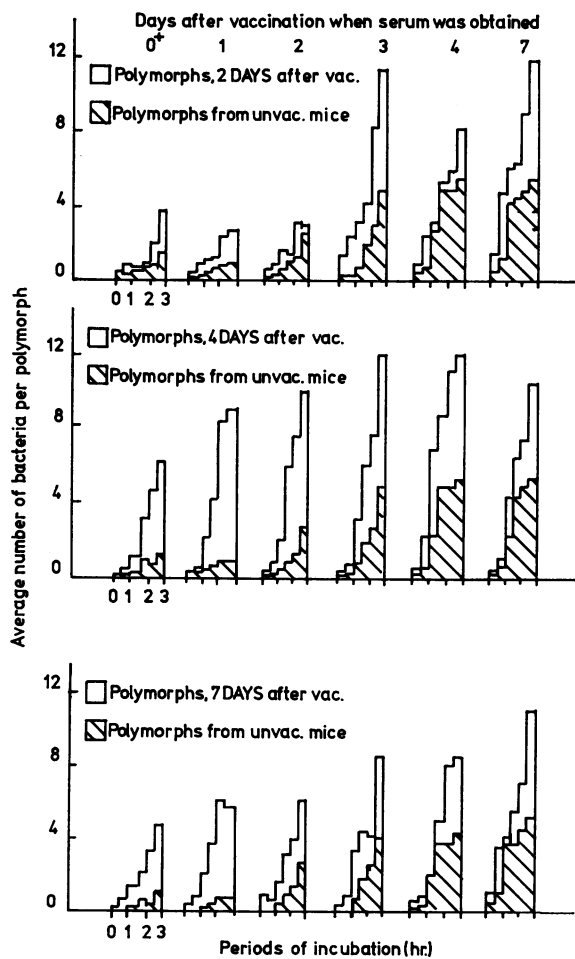 Days after vaccination when serum was obtained
0+ 1 2 3 4 7
12
Polymorphs, 2 DAYS after vac.
Polymorphs from unvac. mice
8
4
0
0 1 2 3
Average number of bacteria per polymorph
12
Polymorphs, 4 DAYS after vac.
Polymorphs from unvac. mice
8
4
0
0 1 2 3
12
Polymorphs, 7 DAYS after vac.
Polymorphs from unvac. mice
8
4
0
0 1 2 3
Periods of incubation (hr.)